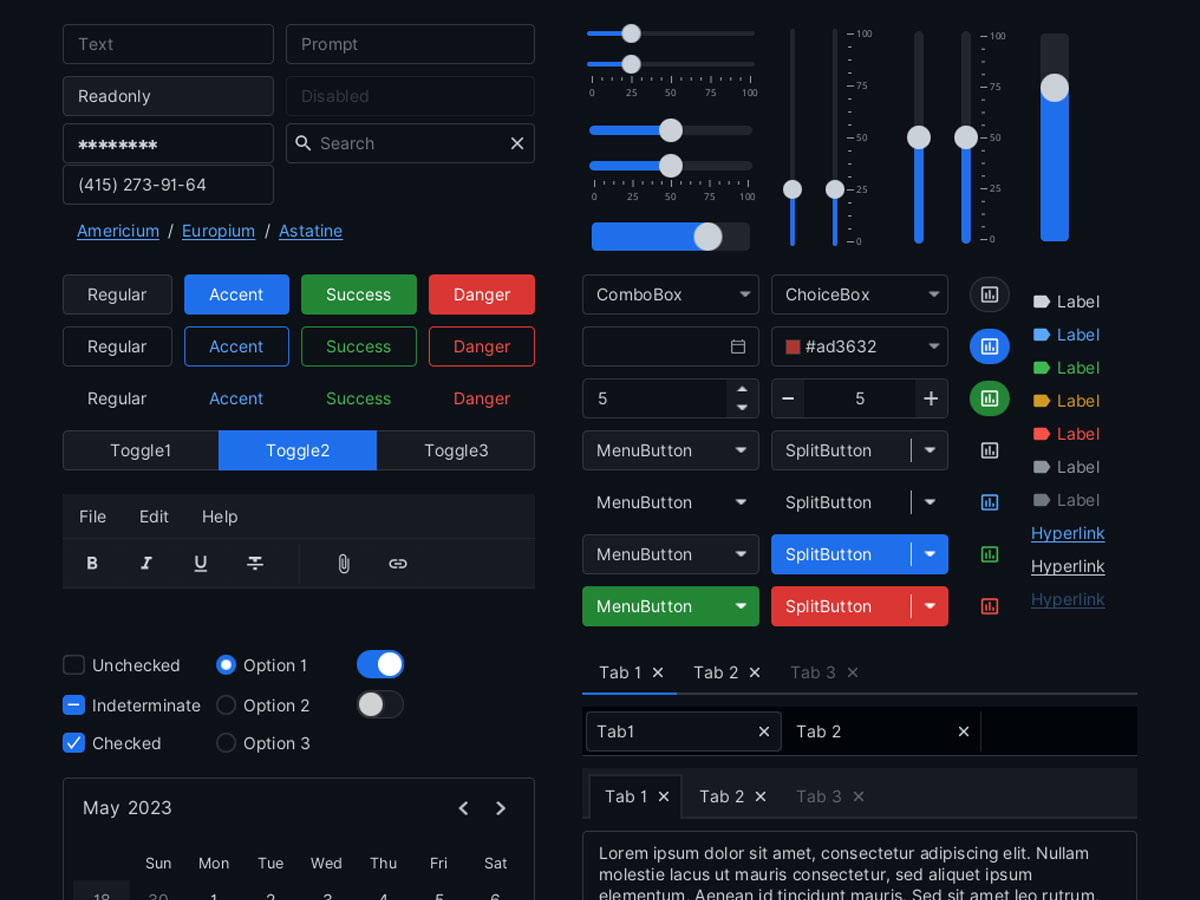 Text
Prompt
Readonly
Disabled
********
Search
(415) 273-91-64
Americium / Europium / Astatine
Regular Accent Success Danger
Regular Accent Success Danger
Regular Accent Success Danger
Toggle1 Toggle2 Toggle3
File Edit Help
B I U
Unchecked Option 1
Indeterminate Option 2
Checked Option 3
May 2023
Sun Mon Tue Wed Thu Fri Sat
18 30 1 2 3 4 5 6
0 25 50 75 100
0 25 50 75 100
100
75
50
25
0
100
75
50
25
0
ComboBox ChoiceBox
#ad3632
5 5
MenuButton SplitButton
MenuButton SplitButton
MenuButton SplitButton
MenuButton SplitButton
Label
Label
Label
Label
Label
Label
Label
Hyperlink
Hyperlink
Hyperlink
Tab 1 Tab 2 Tab 3
Tab1 Tab 2
Tab 1 Tab 2 Tab 3
Lorem ipsum dolor sit amet, consectetur adipiscing elit. Nullam
molestie lacus ut mauris consectetur, sed aliquet ipsum
elementum. Aenean id tincidunt mauris. Sed sit amet leo rutrum,